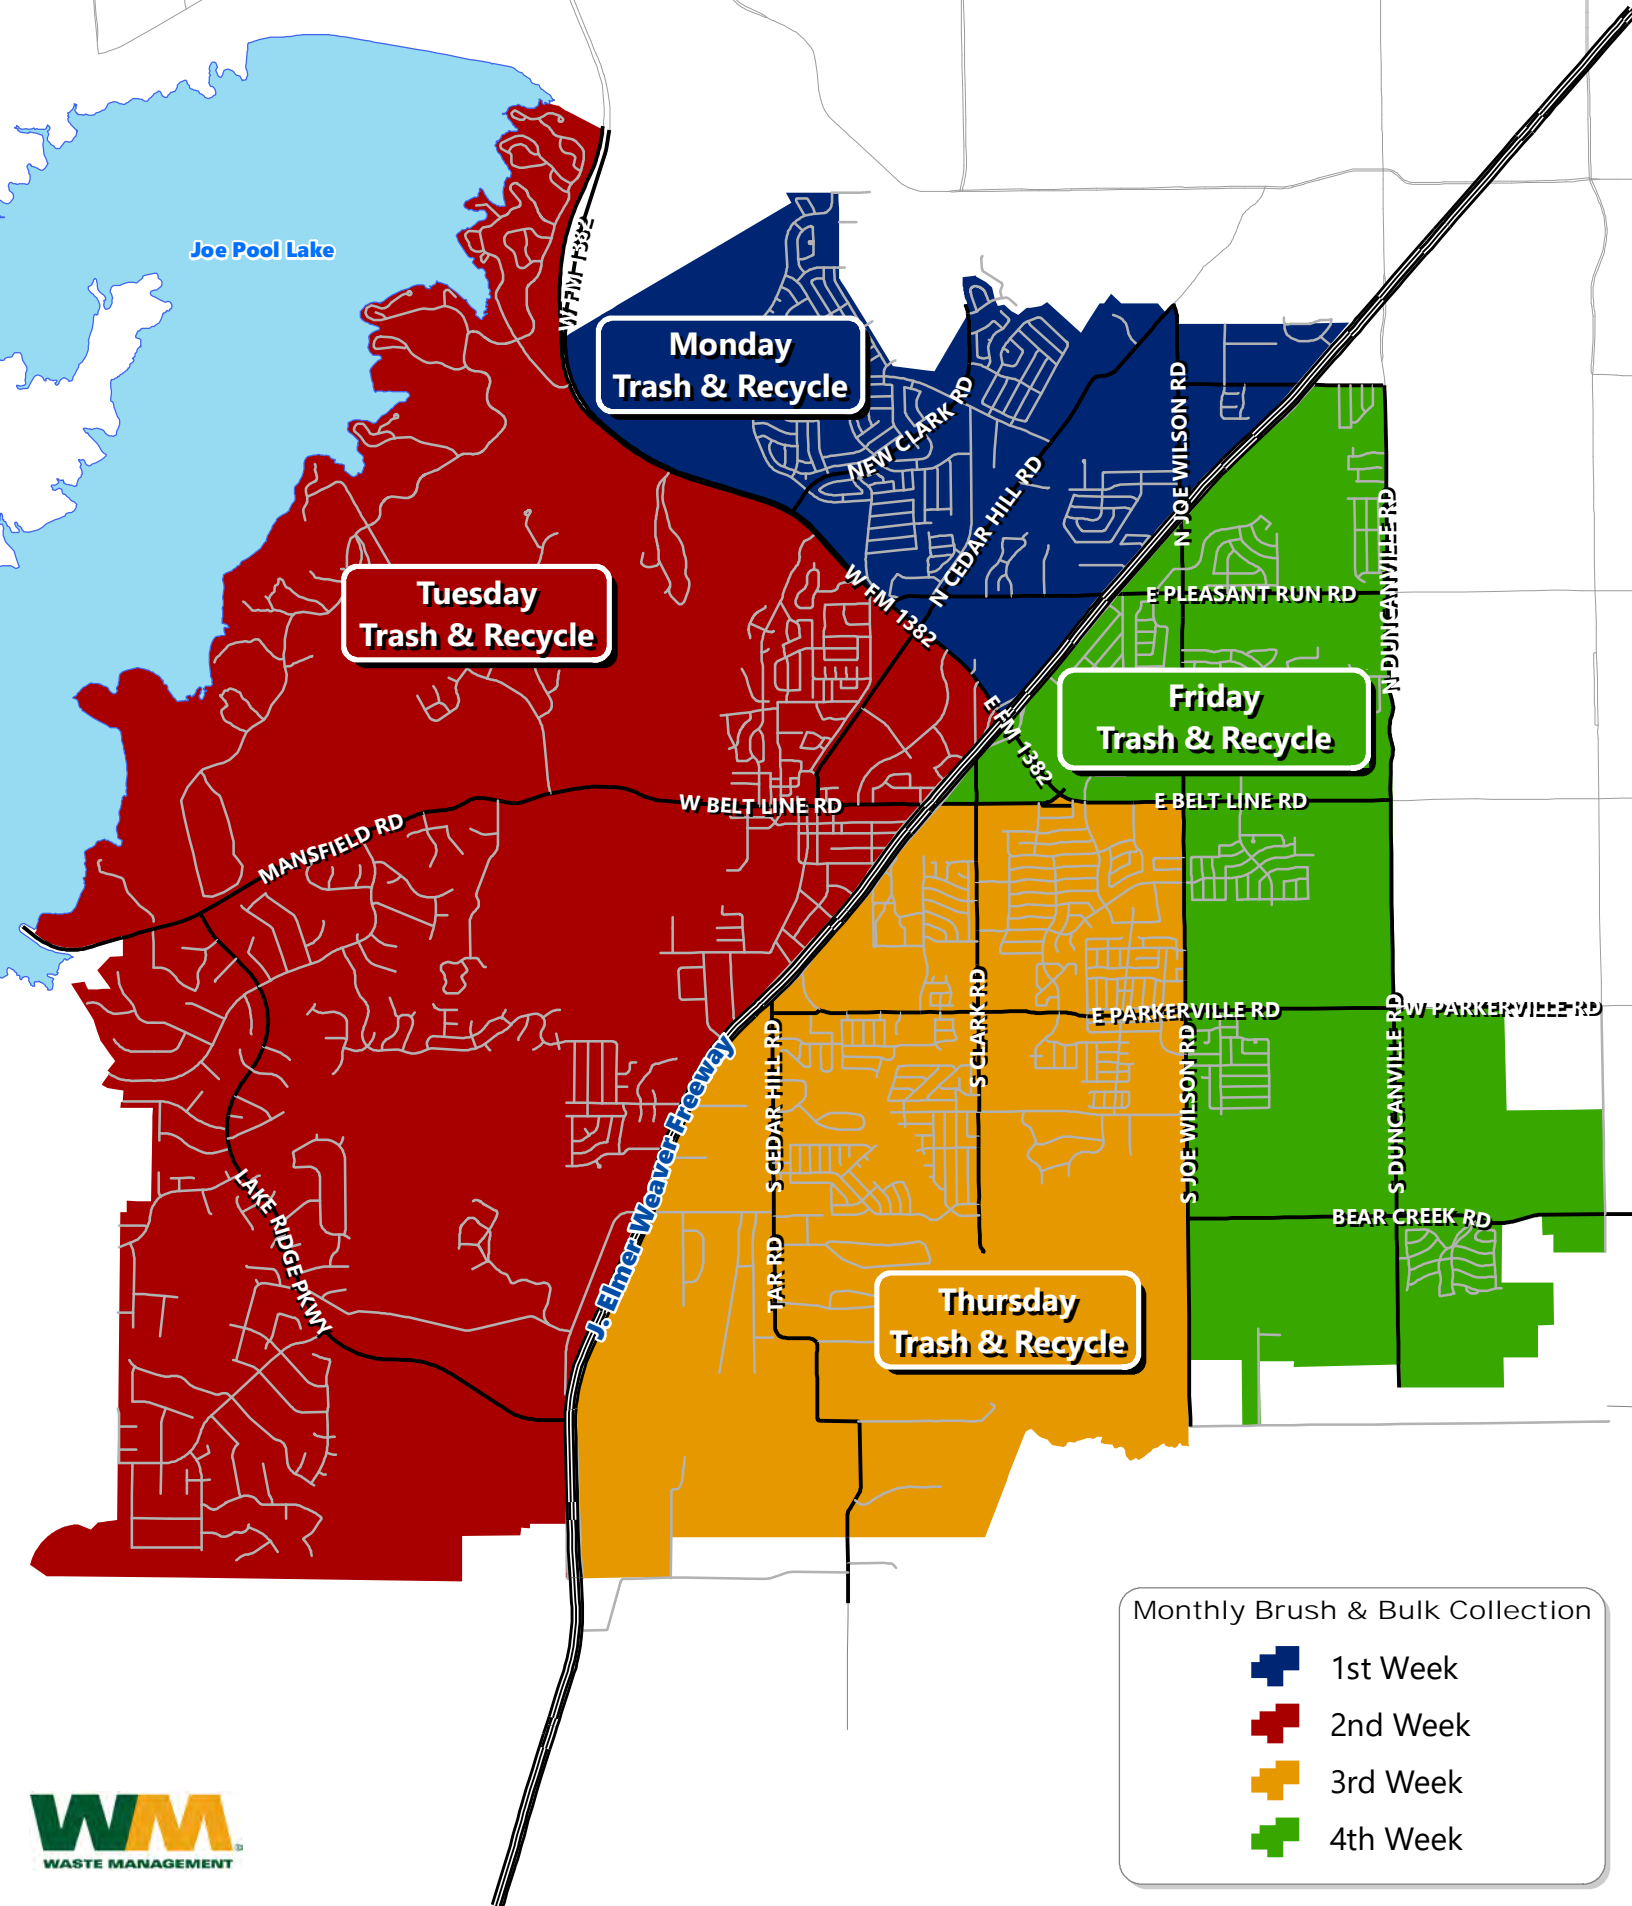 Joe Pool Lake
W FM 1382
Monday
Trash & Recycle
NEW CLARK RD
N CEDAR HILL RD
N JOE WILSON RD
N DUNCANVILLE RD
Tuesday
Trash & Recycle
W FM 1382
E PLEASANT RUN RD
E FM 1382
Friday
Trash & Recycle
MANSFIELD RD
W BELT LINE RD
E BELT LINE RD
S CLARK RD
E PARKERVILLE RD
W PARKERVILLE RD
J. Elmer Weaver Freeway
S CEDAR HILL RD
S JOE WILSON RD
S DUNCANVILLE RD
LAKE RIDGE PKWY
TAR RD
BEAR CREEK RD
Thursday
Trash & Recycle
Monthly Brush & Bulk Collection
1st Week
2nd Week
3rd Week
4th Week
WM
WASTE MANAGEMENT